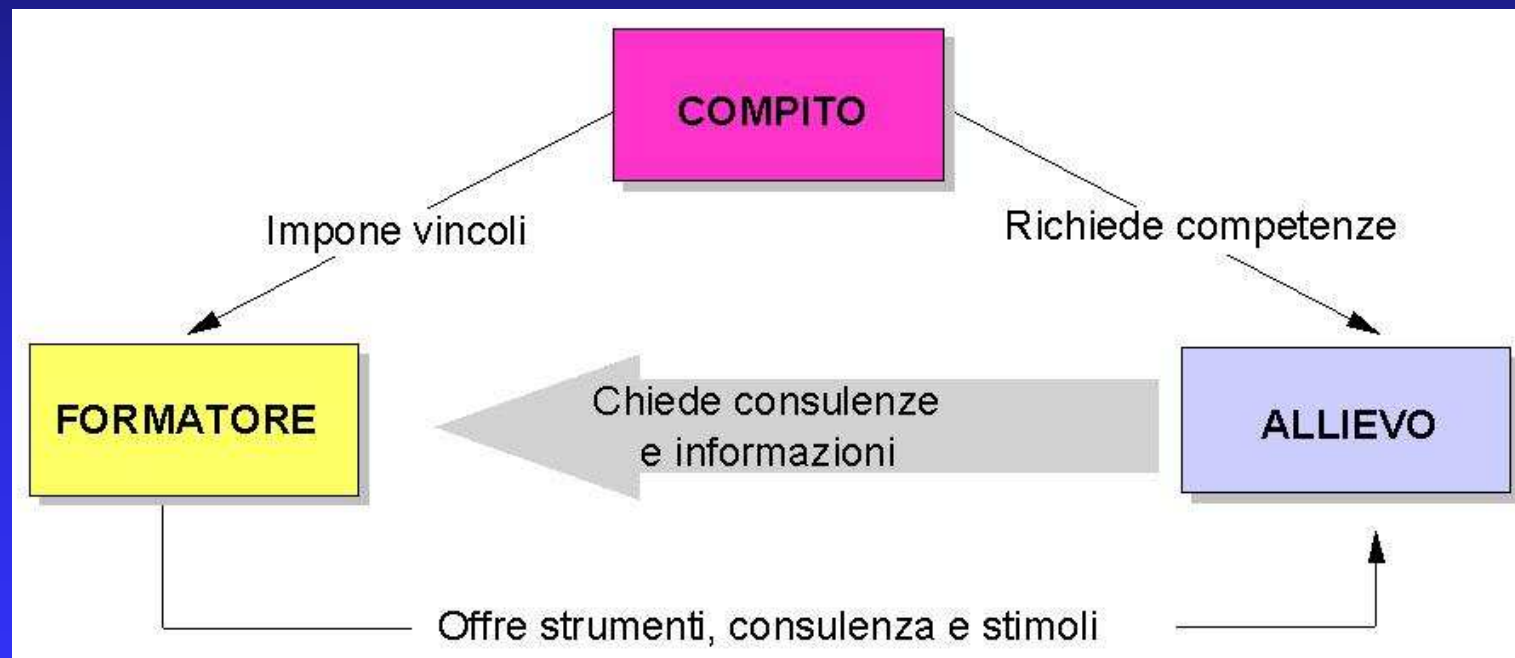 COMPITO
Impone vincoli
Richiede competenze
FORMATORE
Chiede consulenze
e informazioni
ALLIEVO
Offre strumenti, consulenza e stimoli